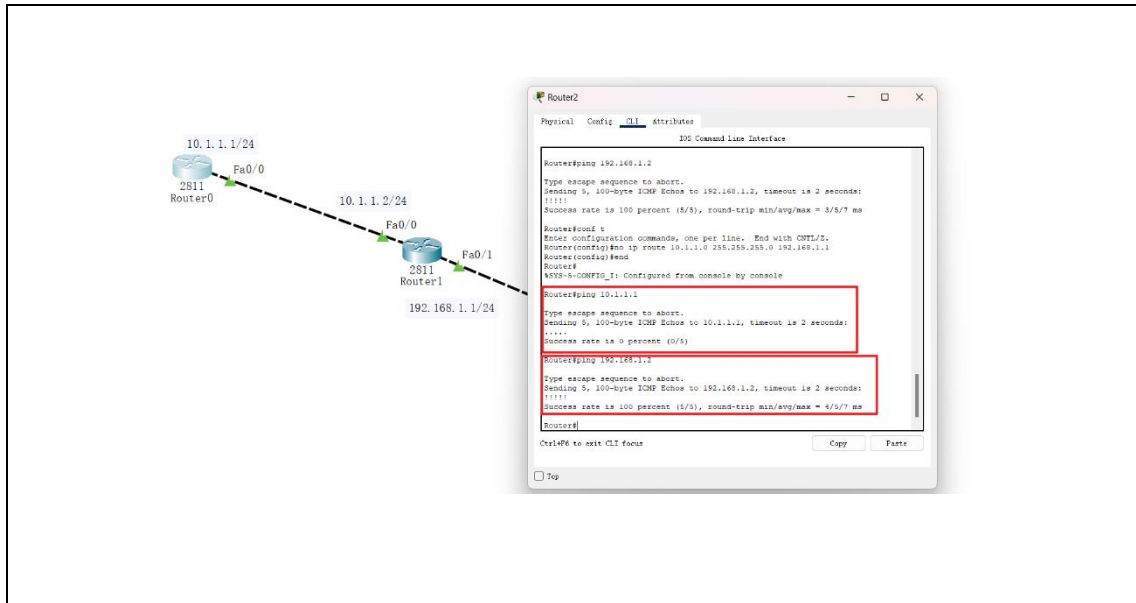 10.1.1.1/24
Fa0/0
2811
Router0
10.1.1.2/24
Fa0/0
Fa0/1
2811
Router1
192.168.1.1/24
Router2
Physical Config CLI Attributes
IOS Command Line Interface
Router#ping 192.168.1.2
Type escape sequence to abort.
Sending 5, 100-byte ICMP Echos to 192.168.1.2, timeout is 2 seconds:
!!!!!
Success rate is 100 percent (5/5), round-trip min/avg/max = 3/5/7 ms
Router#conf t
Enter configuration commands, one per line. End with CNTL/Z.
Router(config)#no ip route 10.1.1.0 255.255.255.0 192.168.1.1
Router(config)#end
Router#
%SYS-5-CONFIG_I: Configured from console by console
Router#ping 10.1.1.1
Type escape sequence to abort.
Sending 5, 100-byte ICMP Echos to 10.1.1.1, timeout is 2 seconds:
.....
Success rate is 0 percent (0/5)
Router#ping 192.168.1.2
Type escape sequence to abort.
Sending 5, 100-byte ICMP Echos to 192.168.1.2, timeout is 2 seconds:
!!!!!
Success rate is 100 percent (5/5), round-trip min/avg/max = 4/5/7 ms
Router#
Ctrl+F6 to exit CLI focus
Copy
Paste
Top